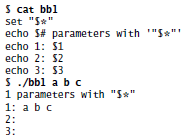 $ cat bbl
set "$*"
echo $# parameters with '"$*"'
echo 1: $1
echo 2: $2
echo 3: $3
$ ./bbl a b c
1 parameters with "$*"
1: a b c
2:
3: